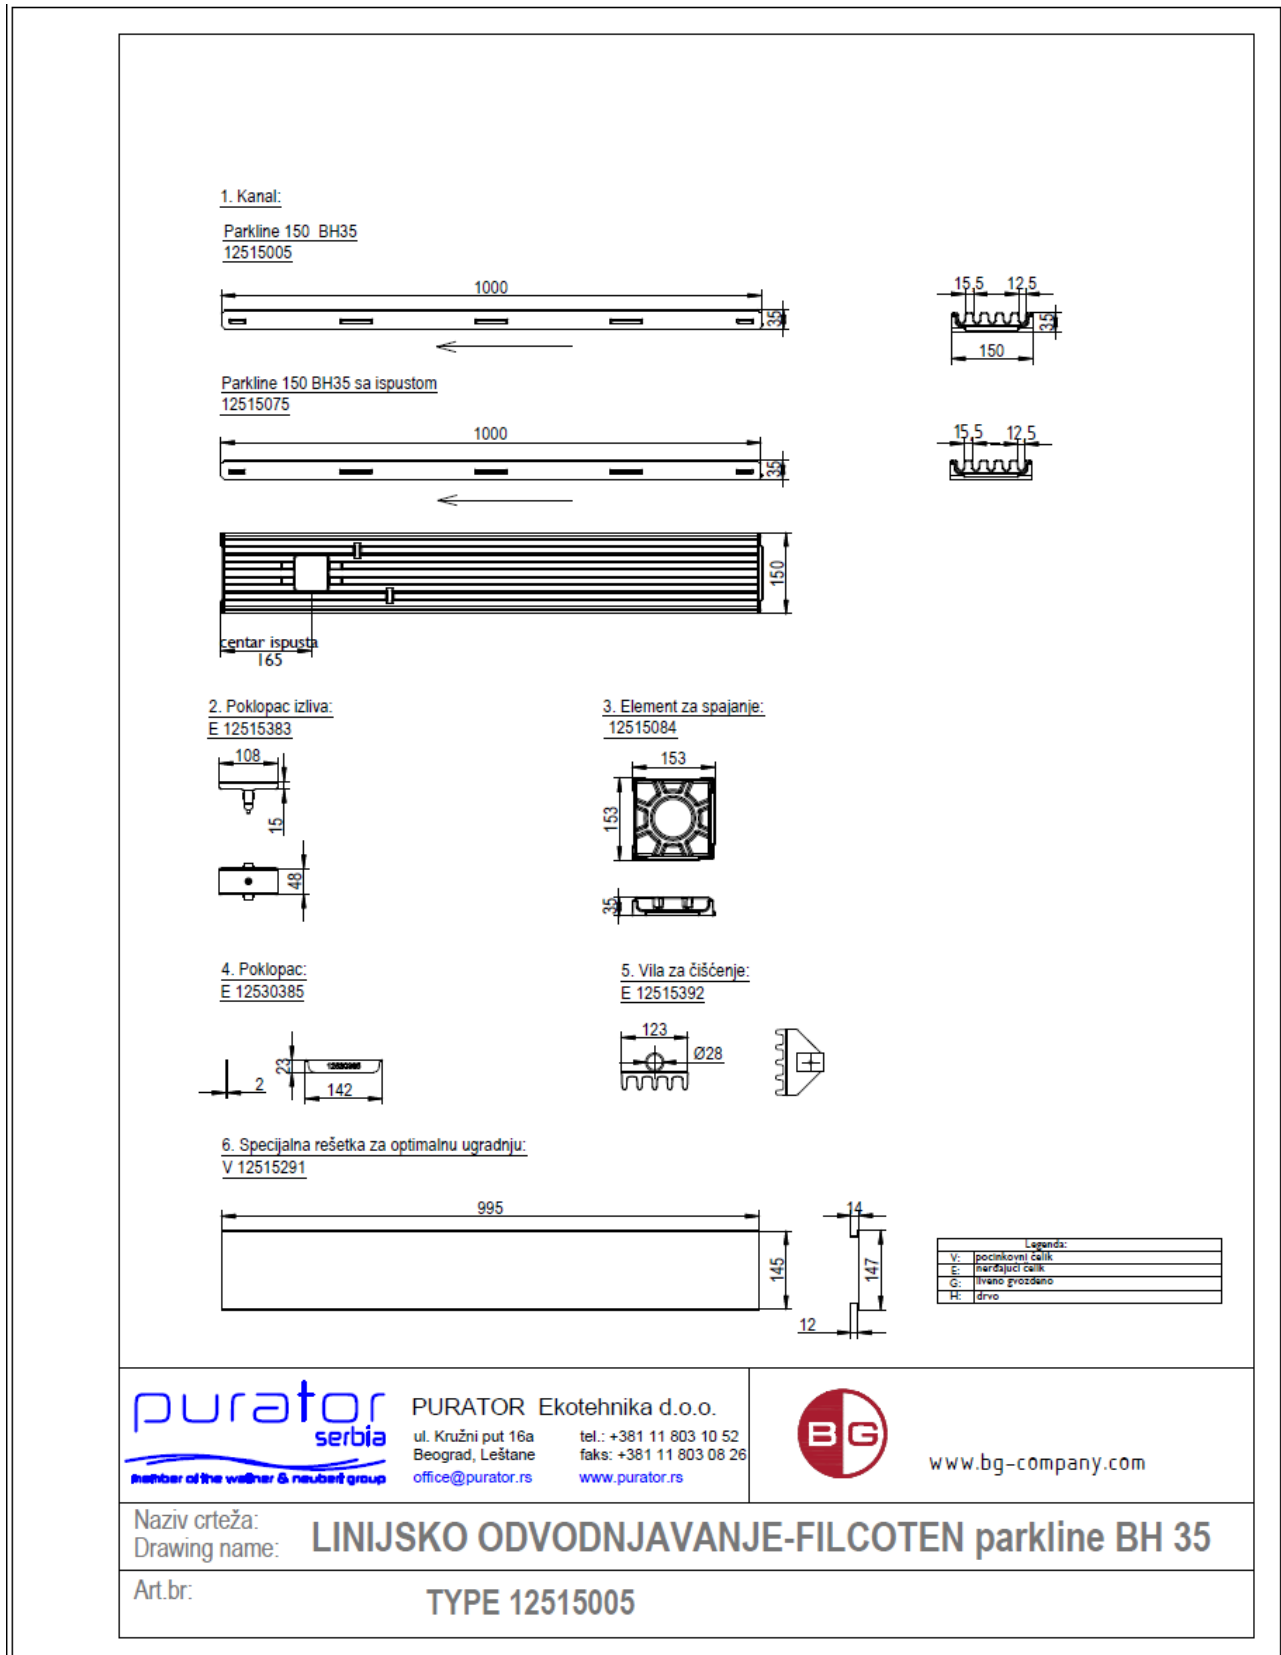 1. Kanal:
Parkline 150 BH35
12515005
1000
35
15,5 12,5
35
150
Parkline 150 BH35 sa ispustom
12515075
1000
35
15,5 12,5
150
centar ispusta
165
2. Poklopac izliva:
E 12515383
108
15
48
3. Element za spajanje:
12515084
153
153
35
4. Poklopac:
E 12530385
2
23
12530385
142
5. Vila za čišćenje:
E 12515392
123
Ø28
6. Specijalna rešetka za optimalnu ugradnju:
V 12515291
995
145
14
147
12
Legenda:
V: pocinkovni čelik
E: nerđajući čelik
G: liveno gvozdeno
H: drvo
purator
serbia
member of the wallner & neubert group
PURATOR Ekotehnika d.o.o.
ul. Kružni put 16a tel.: +381 11 803 10 52
Beograd, Leštane faks: +381 11 803 08 26
office@purator.rs www.purator.rs
BG
www.bg-company.com
Naziv crteža:
Drawing name:
LINIJSKO ODVODNJAVANJE-FILCOTEN parkline BH 35
Art.br:
TYPE 12515005